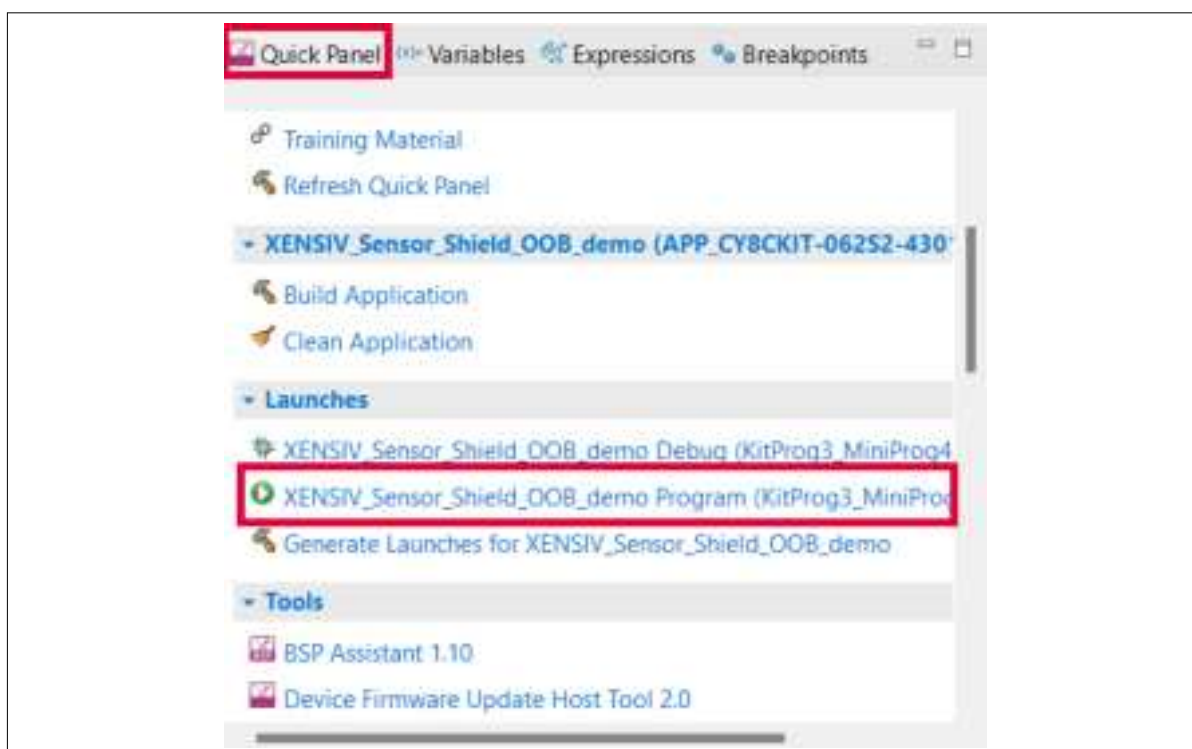 Quick Panel (x)= Variables Expressions Breakpoints
Training Material
Refresh Quick Panel
XENSIV_Sensor_Shield_OOB_demo (APP_CY8CKIT-062S2-430
Build Application
Clean Application
Launches
XENSIV_Sensor_Shield_OOB_demo Debug (KitProg3_MiniProg4
XENSIV_Sensor_Shield_OOB_demo Program (KitProg3_MiniProg
Generate Launches for XENSIV_Sensor_Shield_OOB_demo
Tools
BSP Assistant 1.10
Device Firmware Update Host Tool 2.0